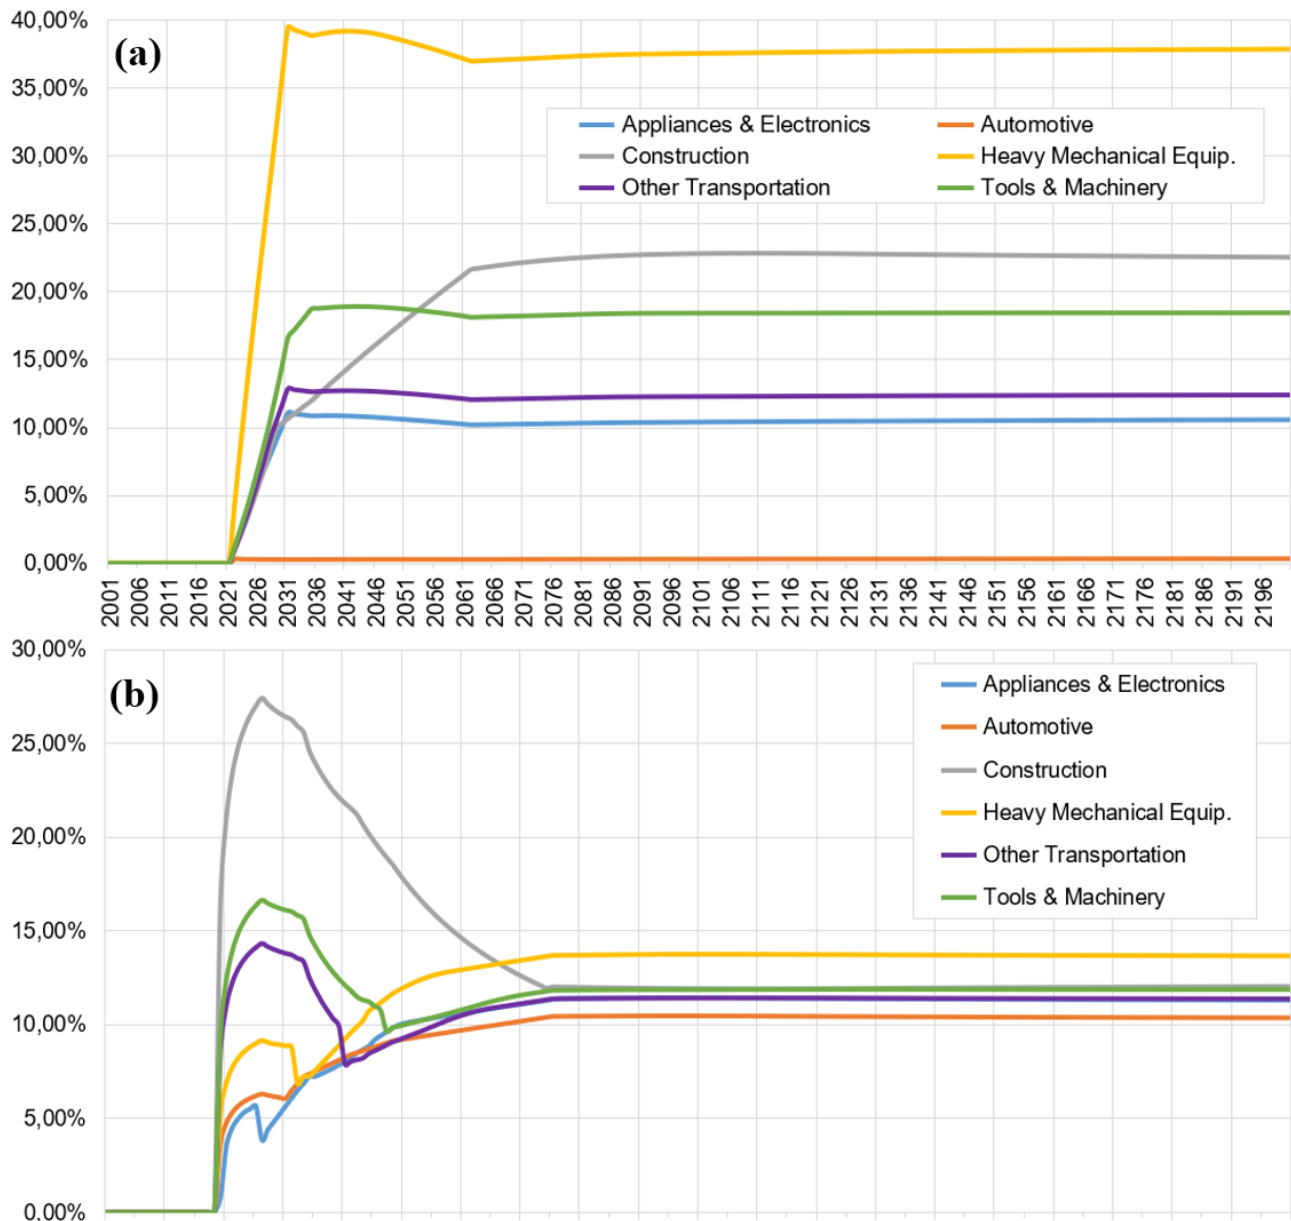 40,00%
(a)
35,00%
Appliances & Electronics Automotive
Construction Heavy Mechanical Equip.
Other Transportation Tools & Machinery
30,00%
25,00%
20,00%
15,00%
10,00%
5,00%
0,00%
2001 2006 2011 2016 2021 2026 2031 2036 2041 2046 2051 2056 2061 2066 2071 2076 2081 2086 2091 2096 2101 2106 2111 2116 2121 2126 2131 2136 2141 2146 2151 2156 2161 2166 2171 2176 2181 2186 2191 2196
30,00%
(b)
Appliances & Electronics
Automotive
Construction
Heavy Mechanical Equip.
Other Transportation
Tools & Machinery
25,00%
20,00%
15,00%
10,00%
5,00%
0,00%